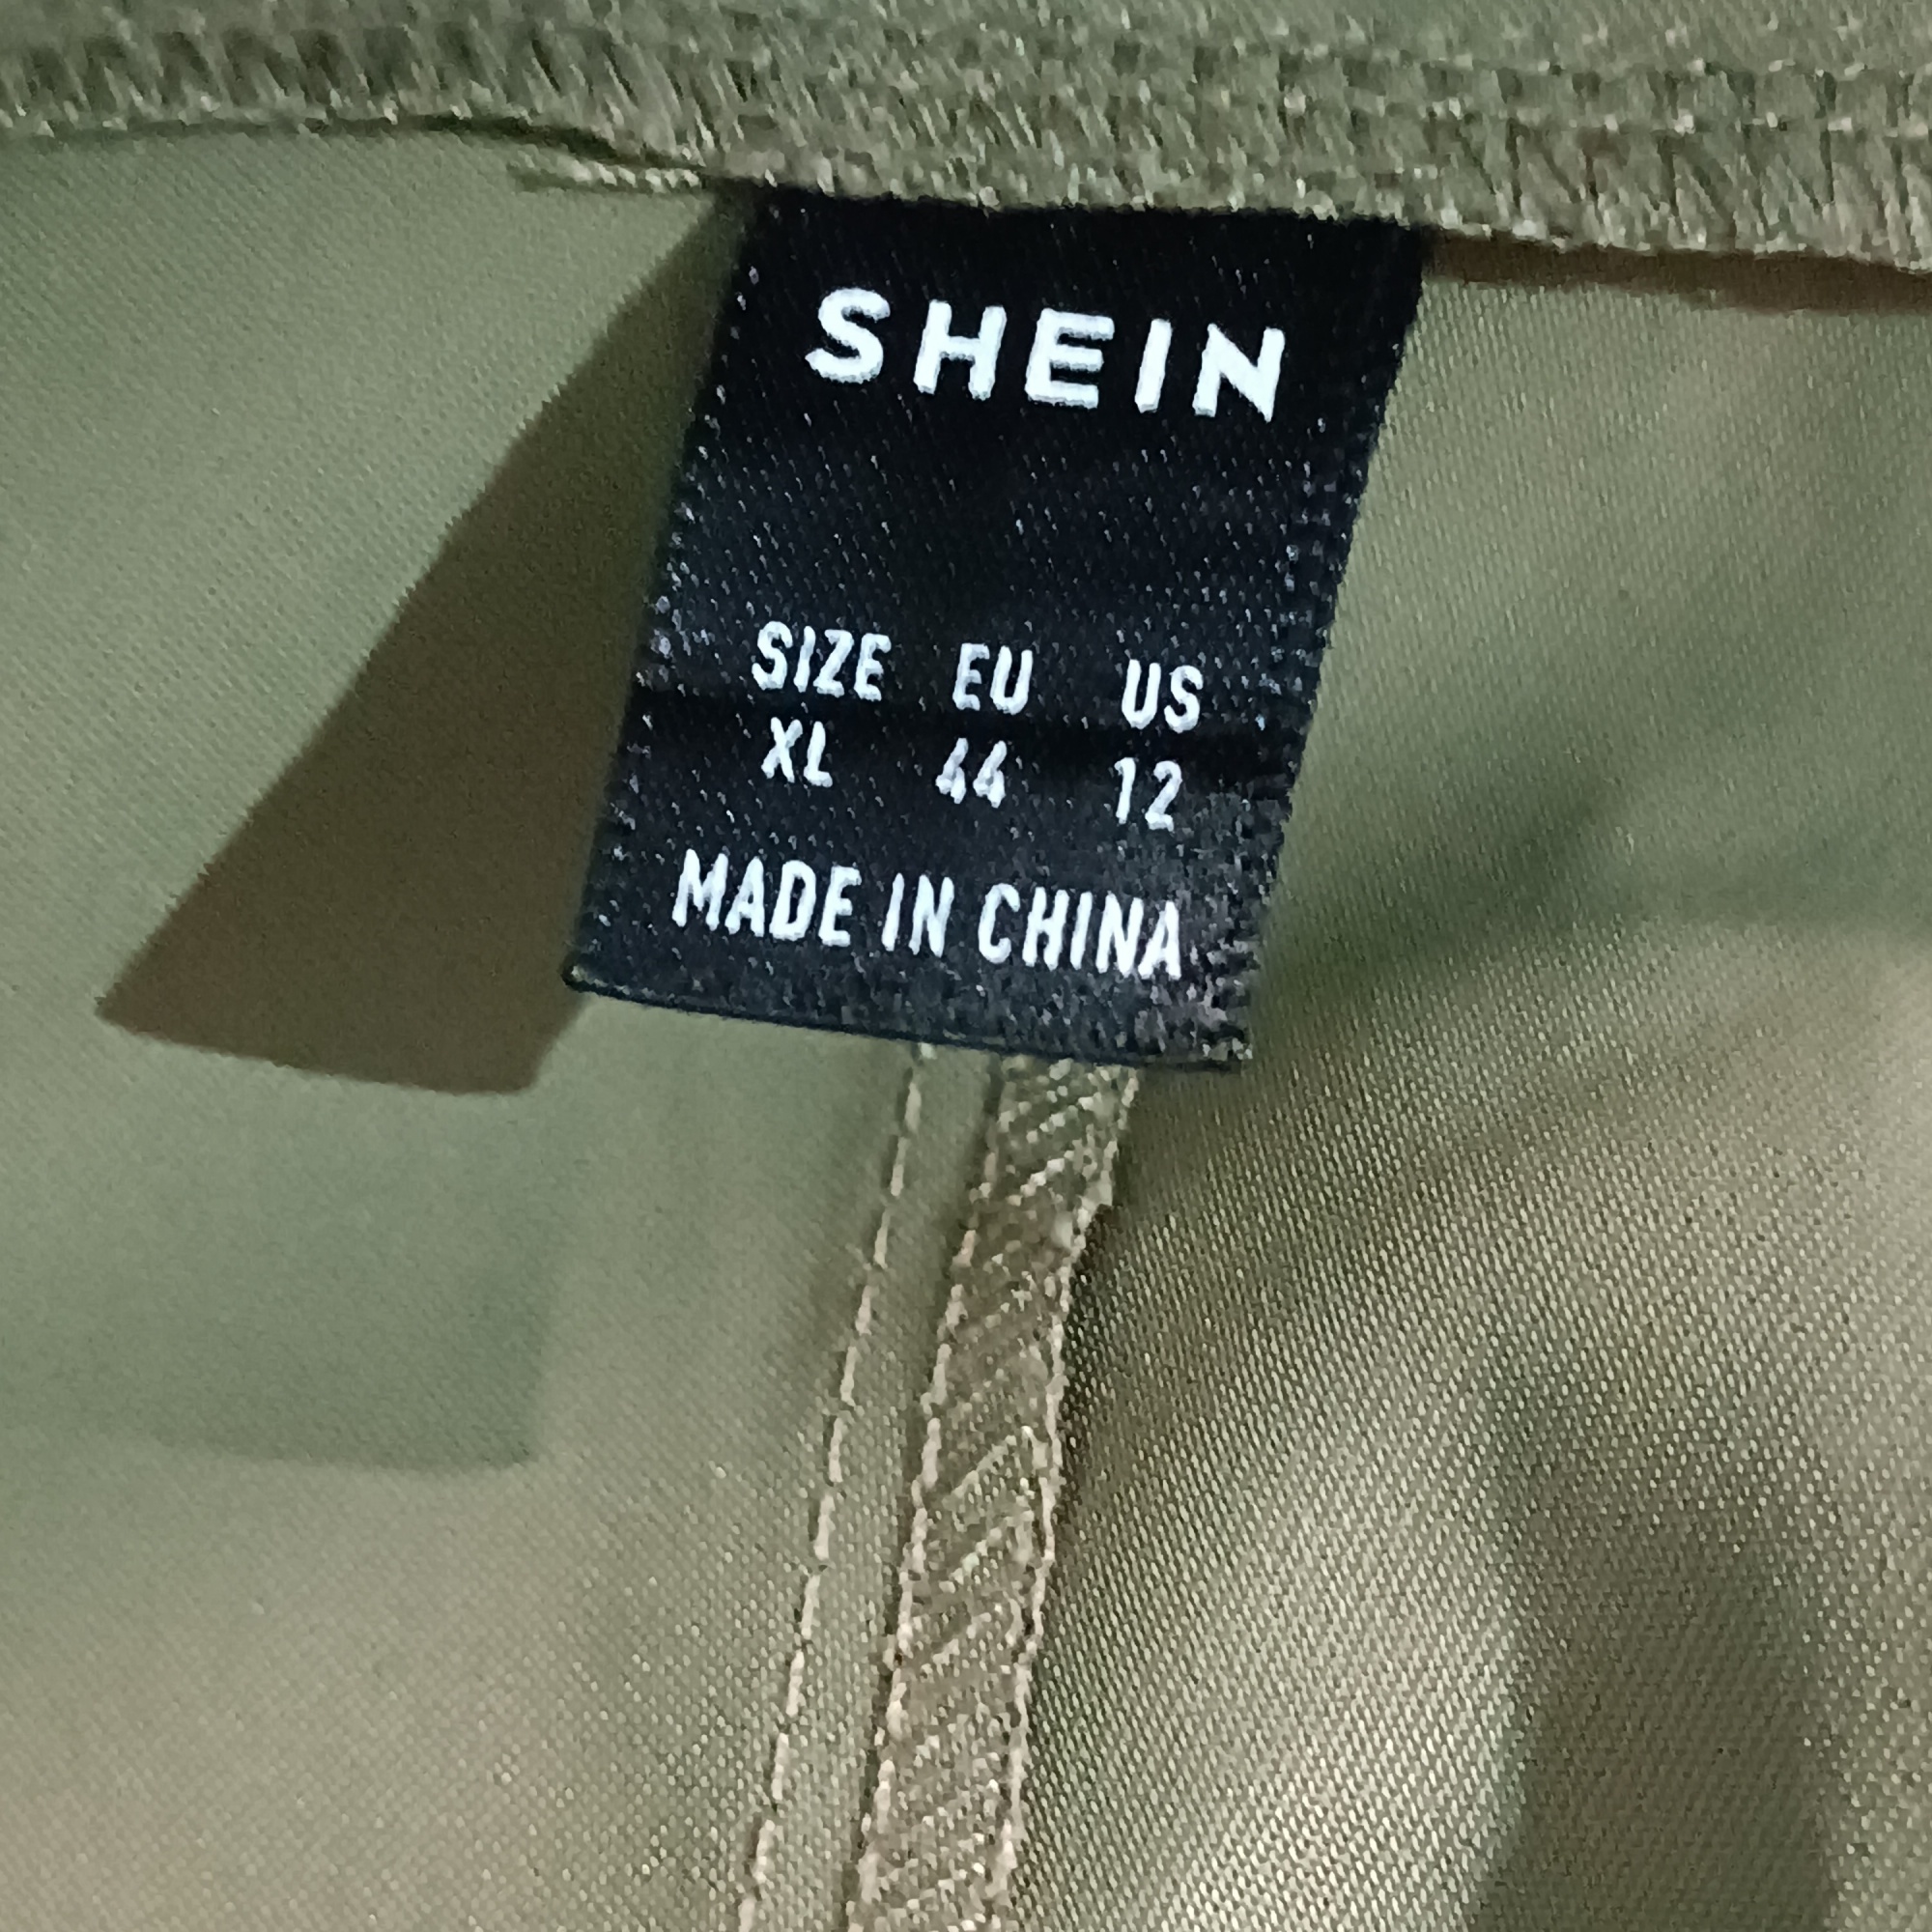 SHEIN
SIZE EU US
XL 44 12
MADE IN CHINA